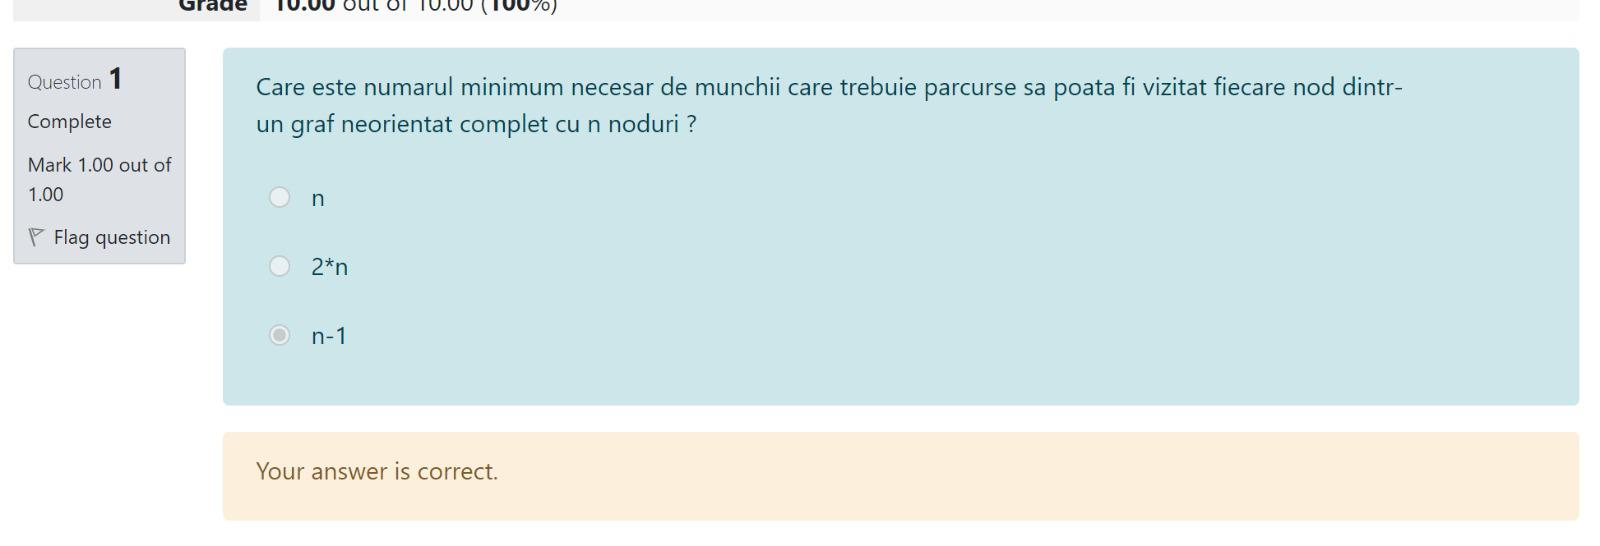 Grade 10.00 out of 10.00 (100%)
Question 1
Complete
Mark 1.00 out of
1.00
Flag question
Care este numarul minimum necesar de munchii care trebuie parcurse sa poata fi vizitat fiecare nod dintr-
un graf neorientat complet cu n noduri ?
n
2*n
n-1
Your answer is correct.